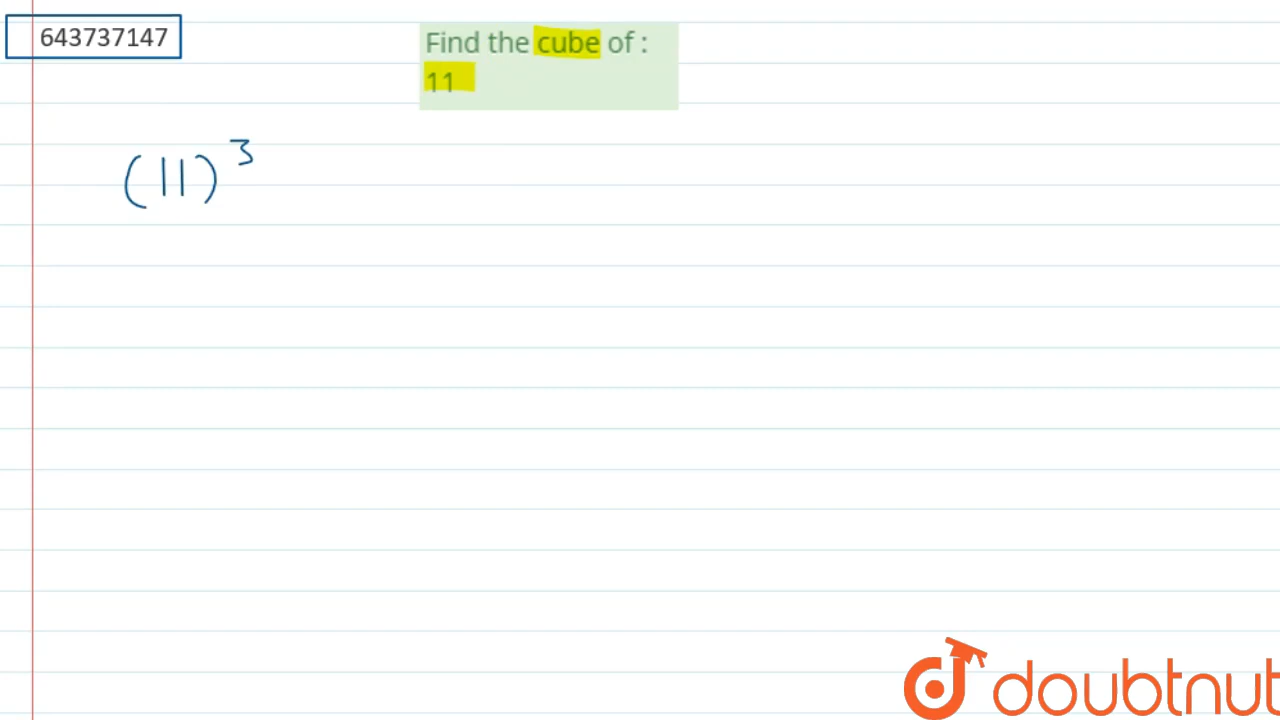 643737147
Find the cube of :
11
(11)^3
doubtnut